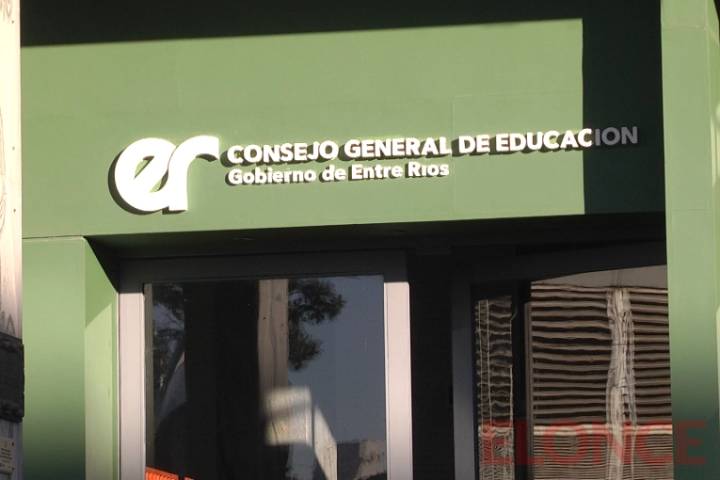 er
CONSEJO GENERAL DE EDUCACION
Gobierno de Entre Rios
ELONCE